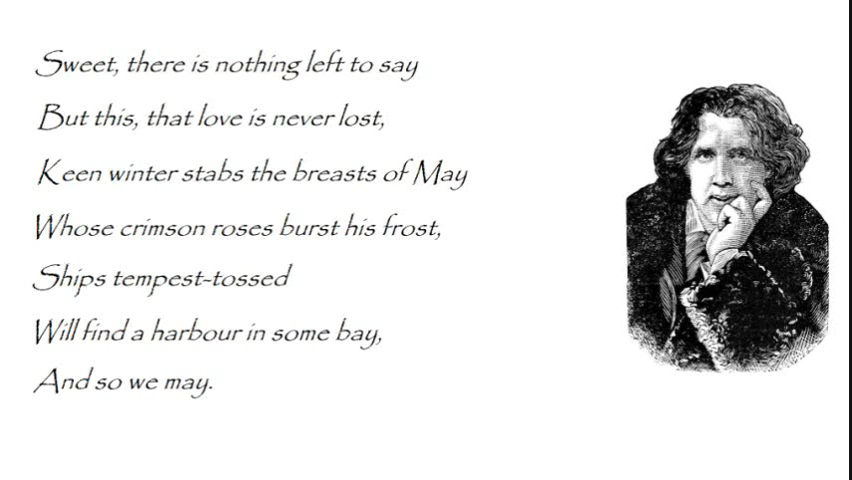 Sweet, there is nothing left to say
But this, that love is never lost,
Keen winter stabs the breasts of May
Whose crimson roses burst his frost,
Ships tempest-tossed
Will find a harbour in some bay,
And so we may.